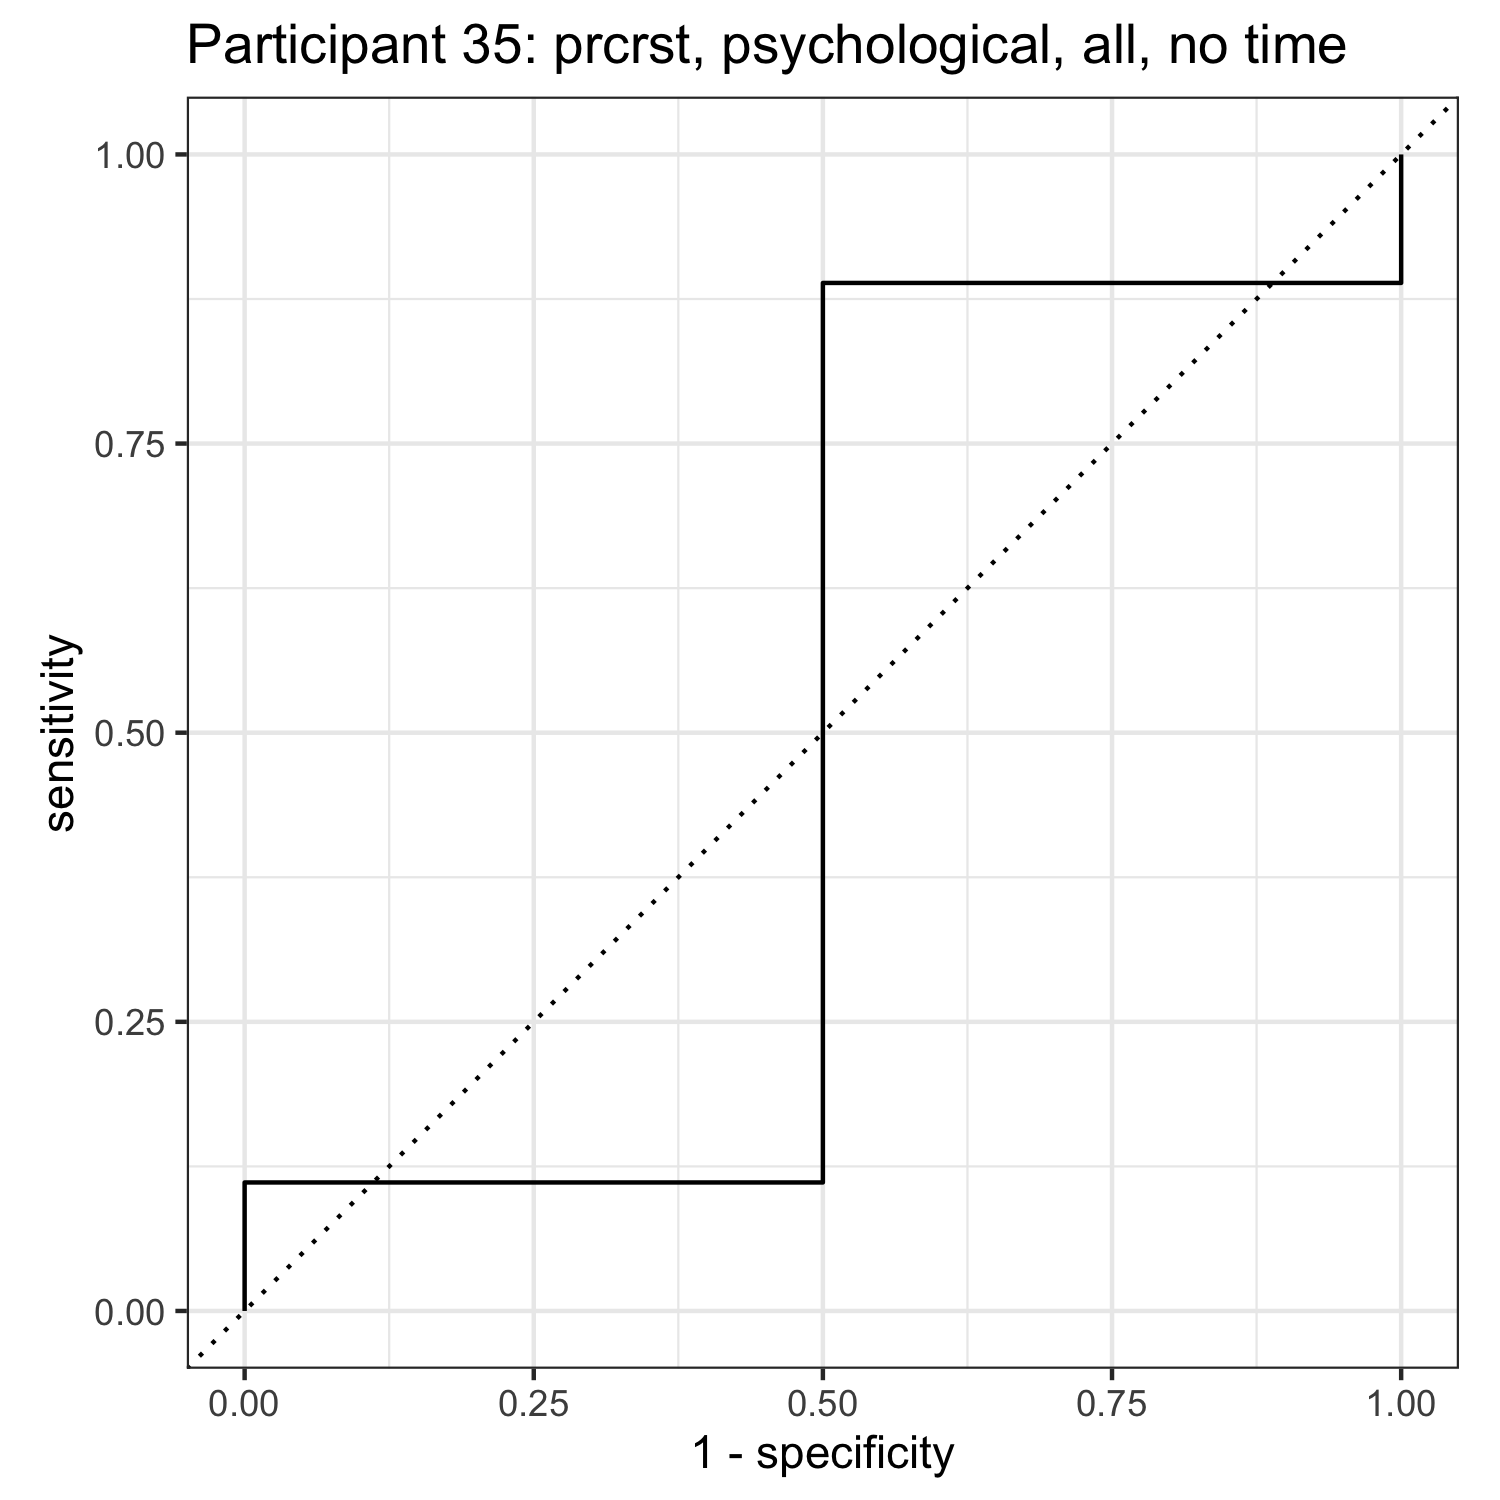 Participant 35: prcrst, psychological, all, no time
1.00
0.75
0.50
0.25
0.00
sensitivity
0.00 0.25 0.50 0.75 1.00
1 - specificity